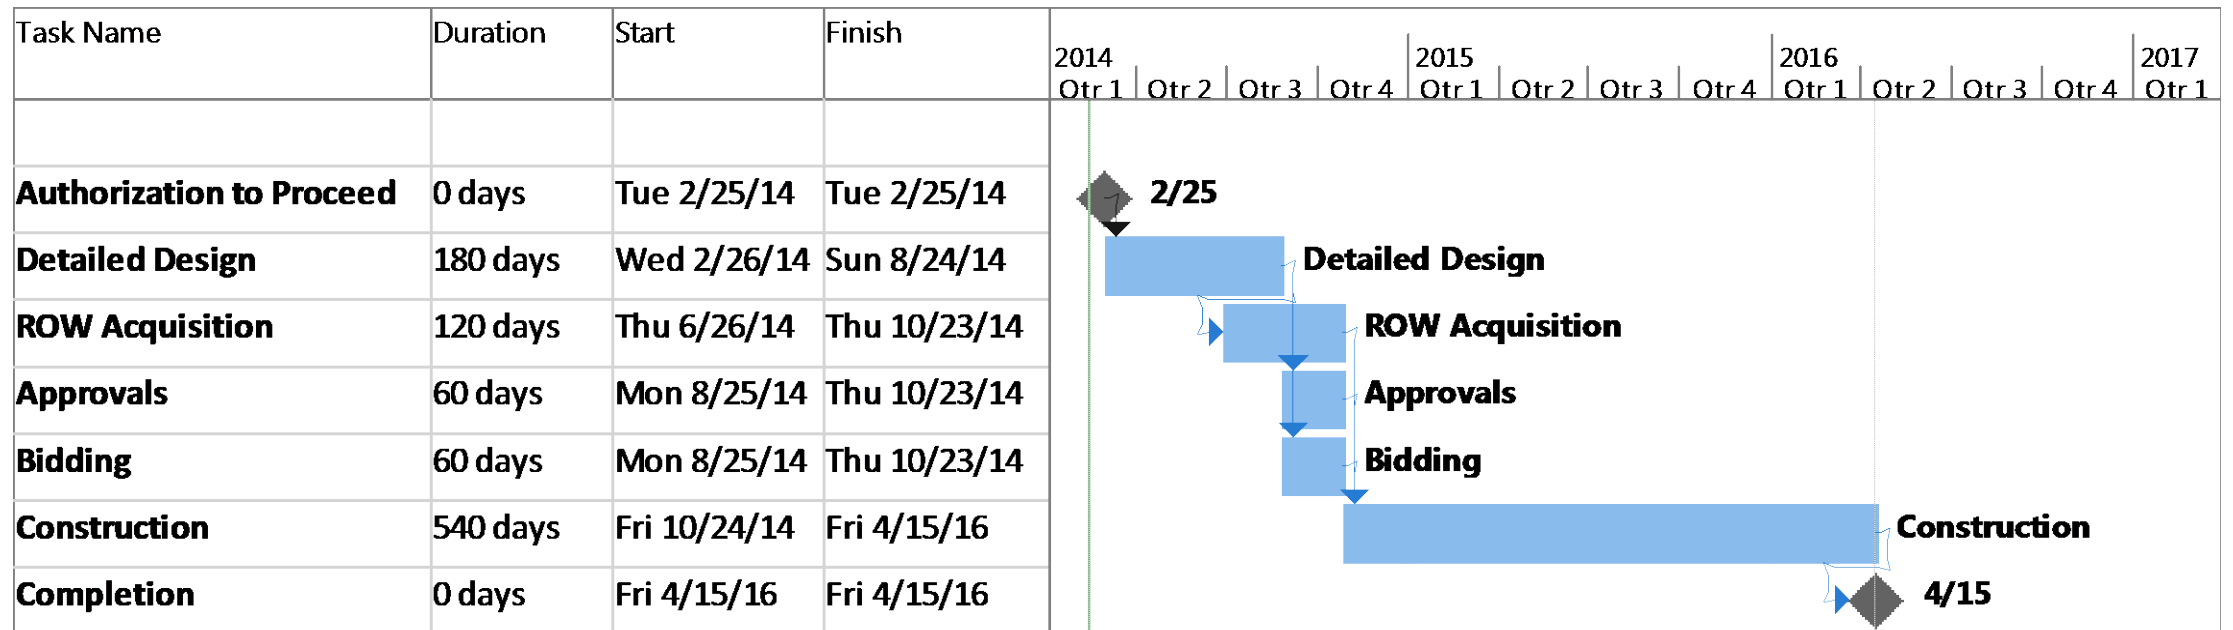 Task Name Duration Start Finish
2014 2015 2016 2017
Qtr 1 Qtr 2 Qtr 3 Qtr 4 Qtr 1 Qtr 2 Qtr 3 Qtr 4 Qtr 1 Qtr 2 Qtr 3 Qtr 4 Qtr 1
Authorization to Proceed 0 days Tue 2/25/14 Tue 2/25/14 2/25
Detailed Design 180 days Wed 2/26/14 Sun 8/24/14 Detailed Design
ROW Acquisition 120 days Thu 6/26/14 Thu 10/23/14 ROW Acquisition
Approvals 60 days Mon 8/25/14 Thu 10/23/14 Approvals
Bidding 60 days Mon 8/25/14 Thu 10/23/14 Bidding
Construction 540 days Fri 10/24/14 Fri 4/15/16 Construction
Completion 0 days Fri 4/15/16 Fri 4/15/16 4/15